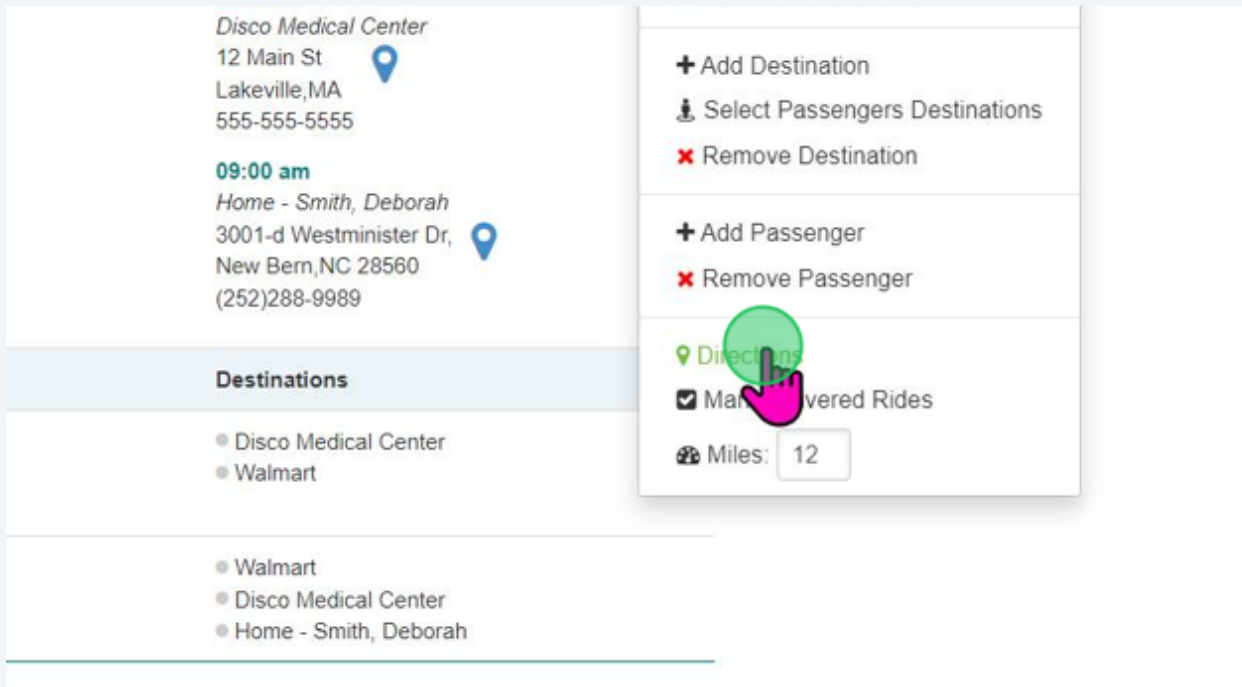 Disco Medical Center
12 Main St
Lakeville,MA
555-555-5555
09:00 am
Home - Smith, Deborah
3001-d Westminister Dr,
New Bern,NC 28560
(252)288-9989
Destinations
Disco Medical Center
Walmart
Walmart
Disco Medical Center
Home - Smith, Deborah
Add Destination
Select Passengers Destinations
Remove Destination
Add Passenger
Remove Passenger
Directions
Rides
Miles: 12